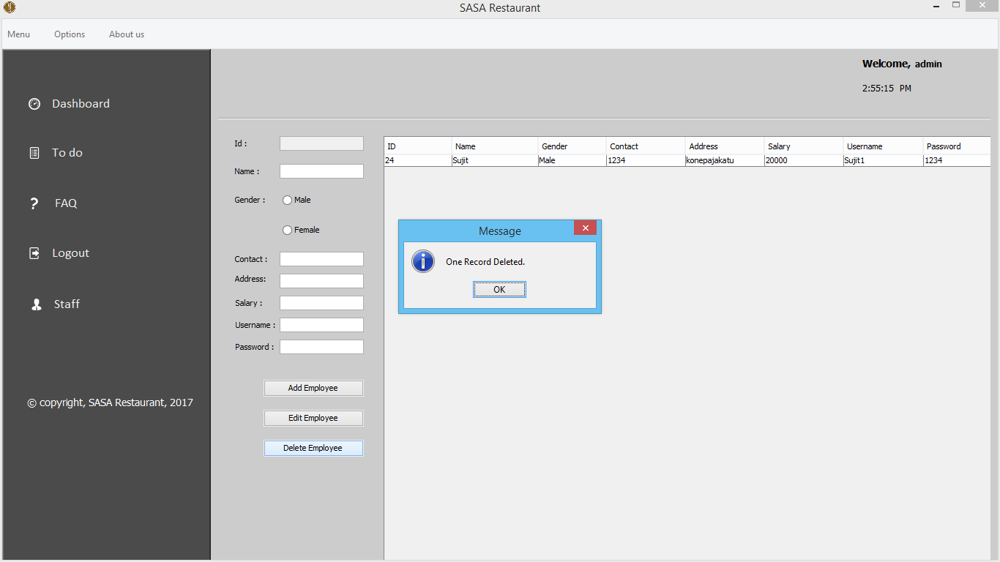 SASA Restaurant
Menu Options About us
Welcome, admin
2:55:15 PM
Dashboard
To do
? FAQ
Logout
Staff
© copyright, SASA Restaurant, 2017
Id :
Name :
Gender : Male
Female
Contact :
Address:
Salary :
Username :
Password :
Add Employee
Edit Employee
Delete Employee
ID Name Gender Contact Address Salary Username Password
24 Sujit Male 1234 konepajakatu 20000 Sujit1 1234
Message
One Record Deleted.
OK